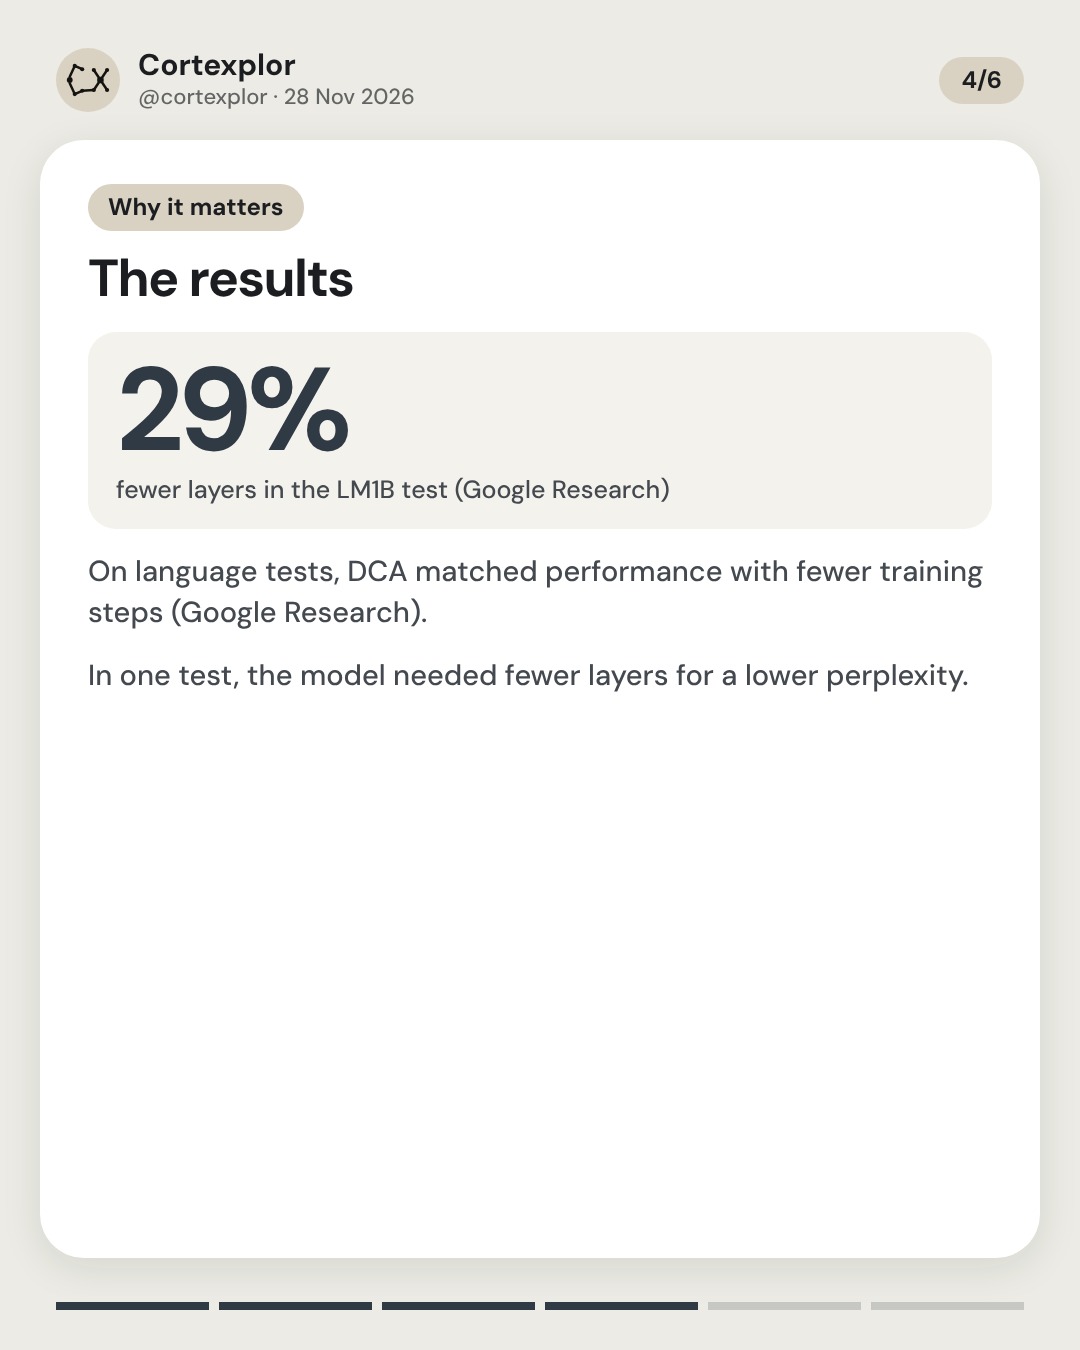 Cortexplor
@cortexplor · 28 Nov 2026
4/6
Why it matters
The results
29%
fewer layers in the LM1B test (Google Research)
On language tests, DCA matched performance with fewer training
steps (Google Research).
In one test, the model needed fewer layers for a lower perplexity.